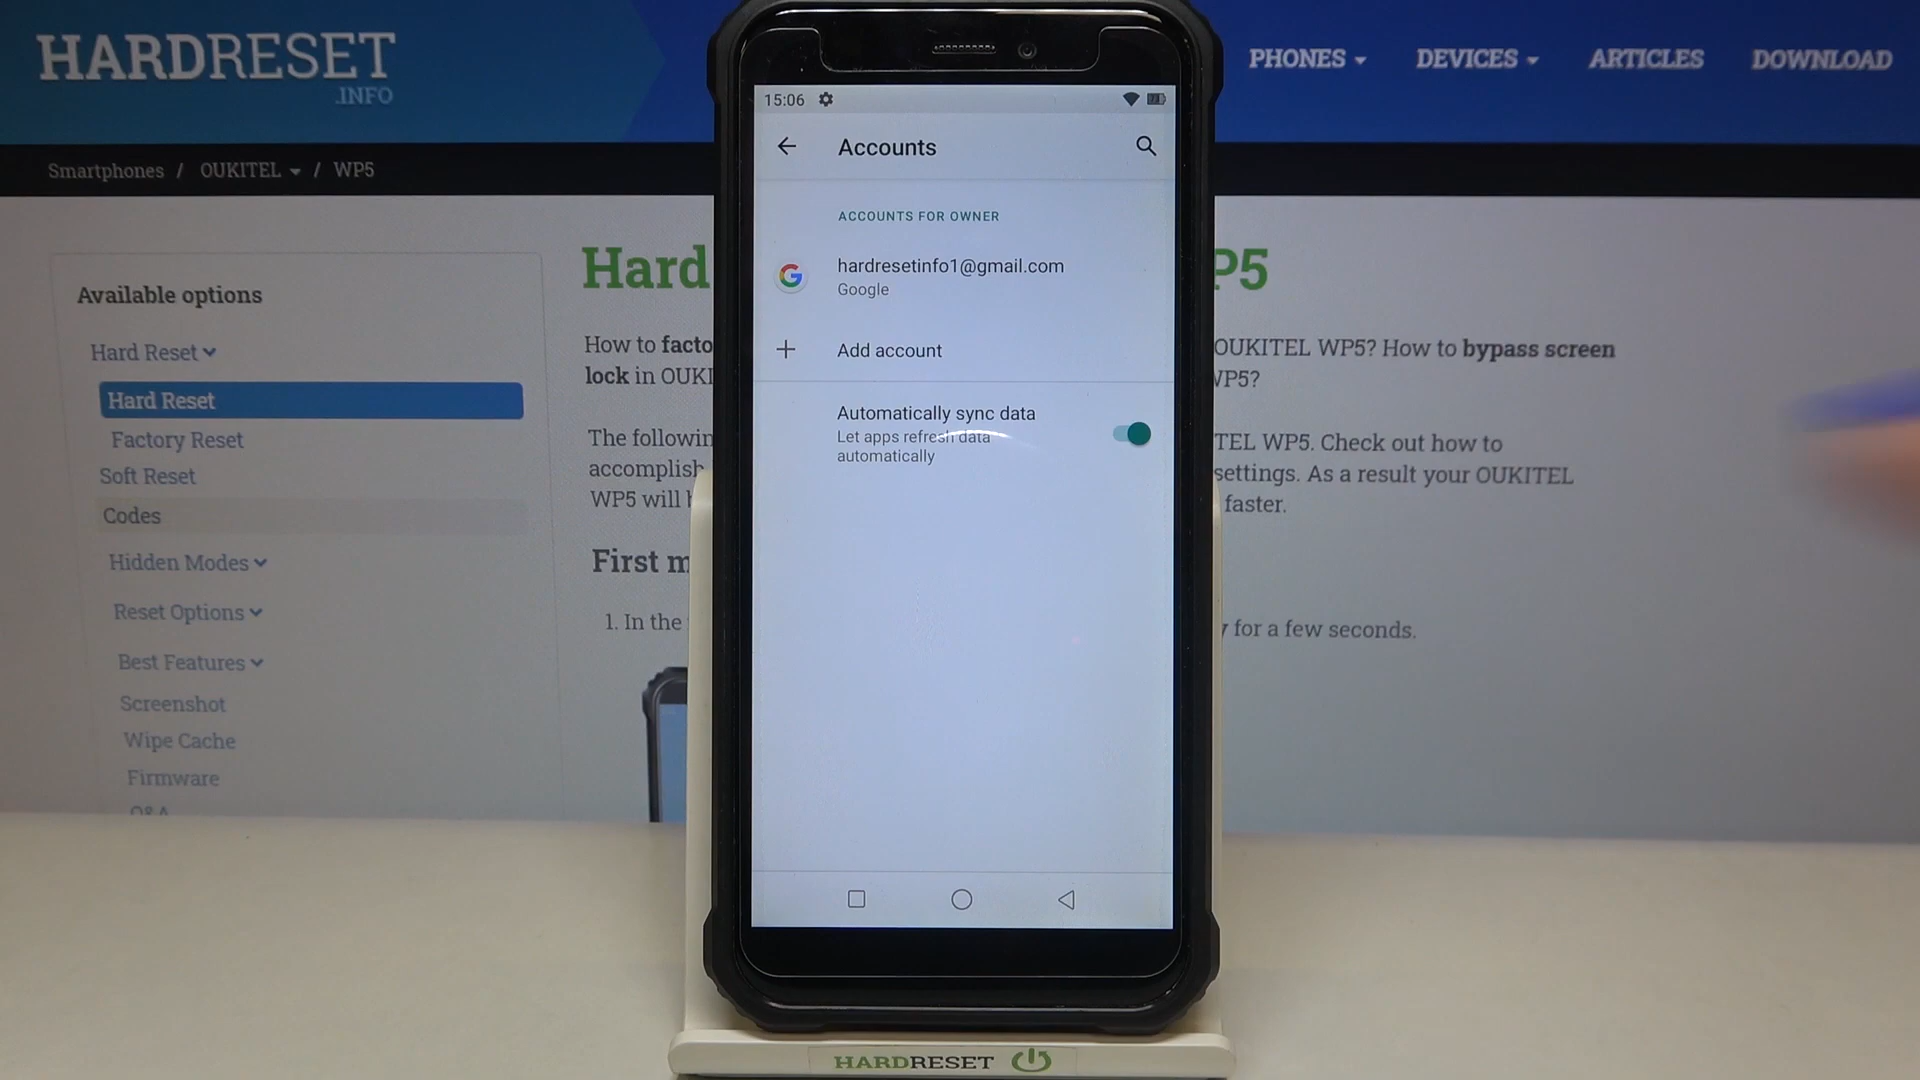 HARDRESET
.INFO
PHONES
DEVICES
ARTICLES
DOWNLOAD
Smartphones / OUKITEL / WP5
Available options
Hard Reset
Hard Reset
Factory Reset
Soft Reset
Codes
Hidden Modes
Reset Options
Best Features
Screenshot
Wipe Cache
Firmware
Q&A
Hard
P5
How to facto
OUKITEL WP5? How to bypass screen
lock in OUKI
WP5?
The followin
TEL WP5. Check out how to
accomplish
settings. As a result your OUKITEL
WP5 will
faster.
First m
1. In the
for a few seconds.
15:06
Accounts
ACCOUNTS FOR OWNER
hardresetinfo1@gmail.com
Google
Add account
Automatically sync data
Let apps refresh data
automatically
HARDRESET